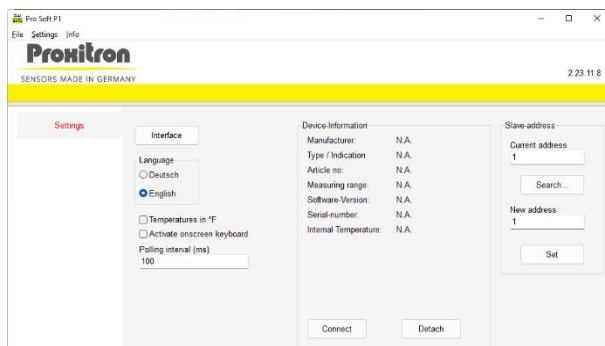 Pro Soft P1
File Settings Info
Proxitron
SENSORS MADE IN GERMANY
2.23.11.8
Settings
Interface
Language
Deutsch
English
Temperatures in °F
Activate onscreen keyboard
Polling interval (ms)
100
Device-Information
Manufacturer: N.A.
Type / Indication N.A.
Article no: N.A.
Measuring range: N.A.
Software-Version: N.A.
Serial-number: N.A.
Internal Temperature: N.A.
Connect Detach
Slave-address
Current address
1
Search...
New address
1
Set